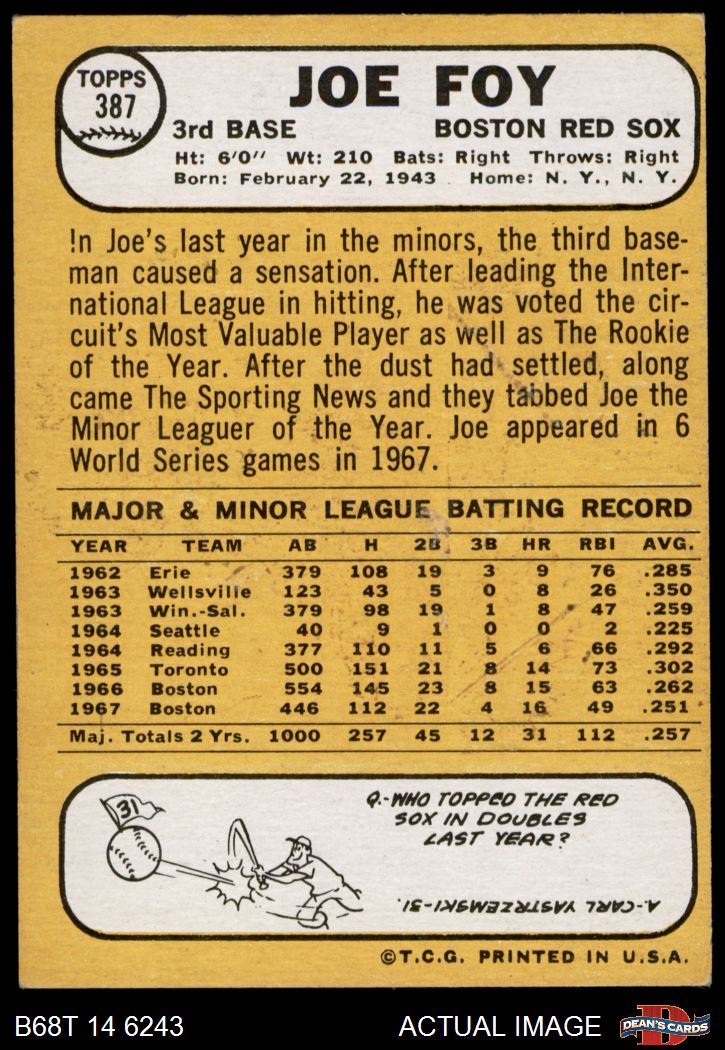 TOPPS
387
JOE FOY
3rd BASE BOSTON RED SOX
Ht: 6'0" Wt: 210 Bats: Right Throws: Right
Born: February 22, 1943 Home: N. Y., N. Y.
In Joe's last year in the minors, the third base-
man caused a sensation. After leading the Inter-
national League in hitting, he was voted the cir-
cuit's Most Valuable Player as well as The Rookie
of the Year. After the dust had settled, along
came The Sporting News and they tabbed Joe the
Minor Leaguer of the Year. Joe appeared in 6
World Series games in 1967.
MAJOR & MINOR LEAGUE BATTING RECORD
YEAR TEAM AB H 2B 3B HR RBI AVG.
1962 Erie 379 108 19 3 9 76 .285
1963 Wellsville 123 43 5 0 8 26 .350
1963 Win.-Sal. 379 98 19 1 8 47 .259
1964 Seattle 40 9 1 0 0 2 .225
1964 Reading 377 110 11 5 6 66 .292
1965 Toronto 500 151 21 8 14 73 .302
1966 Boston 554 145 23 8 15 63 .262
1967 Boston 446 112 22 4 16 49 .251
Maj. Totals 2 Yrs. 1000 257 45 12 31 112 .257
31
Q.-WHO TOPPED THE RED
SOX IN DOUBLES
LAST YEAR?
A-CARL YASTRZEMSKI-31.
©T.C.G. PRINTED IN U.S.A.
B68T 14 6243 ACTUAL IMAGE
D
DEAN'S CARDS